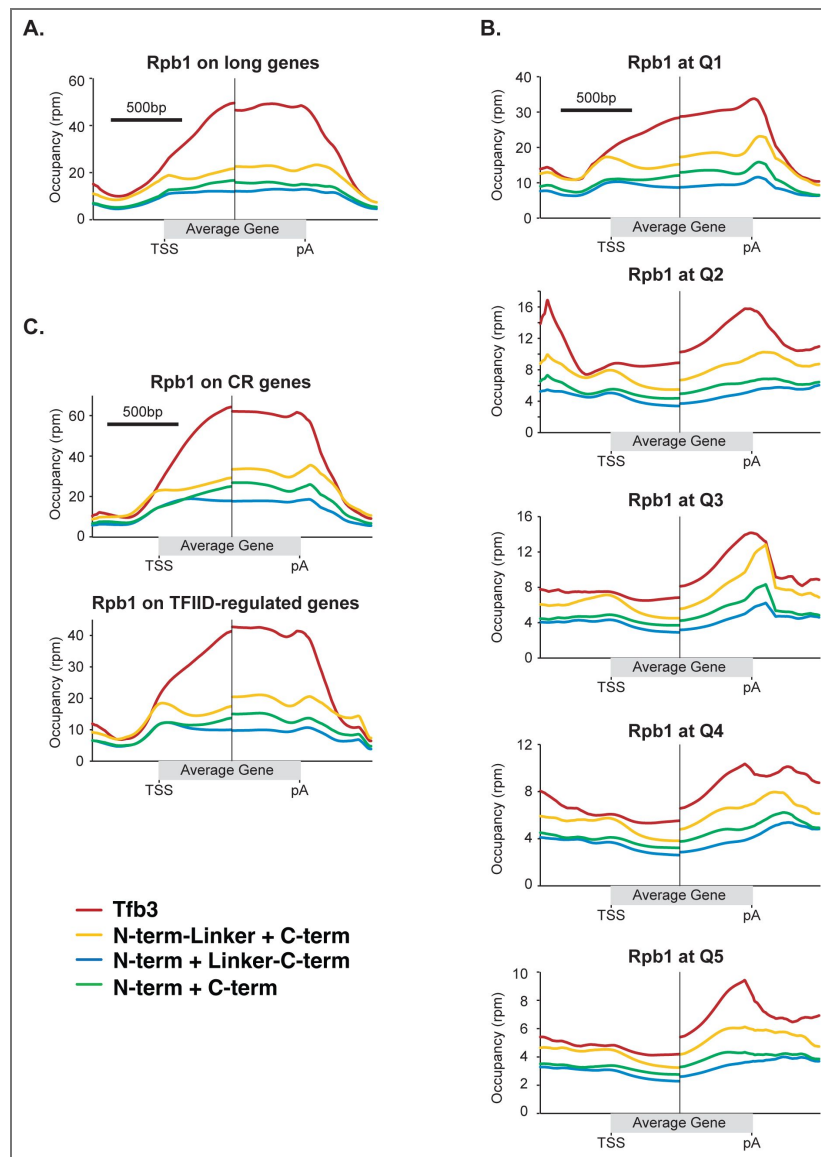 A.
Rpb1 on long genes
60
40
20
0
Occupancy (rpm)
500bp
Average Gene
TSS
pA
C.
Rpb1 on CR genes
60
40
20
0
Occupancy (rpm)
500bp
Average Gene
TSS
pA
Rpb1 on TFIID-regulated genes
40
30
20
10
0
Occupancy (rpm)
Average Gene
TSS
pA
Tfb3
N-term-Linker + C-term
N-term + Linker-C-term
N-term + C-term
B.
Rpb1 at Q1
40
30
20
10
0
Occupancy (rpm)
500bp
Average Gene
TSS
pA
Rpb1 at Q2
16
12
8
4
0
Occupancy (rpm)
Average Gene
TSS
pA
Rpb1 at Q3
16
12
8
4
0
Occupancy (rpm)
Average Gene
TSS
pA
Rpb1 at Q4
12
8
4
0
Occupancy (rpm)
Average Gene
TSS
pA
Rpb1 at Q5
10
8
6
4
2
0
Occupancy (rpm)
Average Gene
TSS
pA